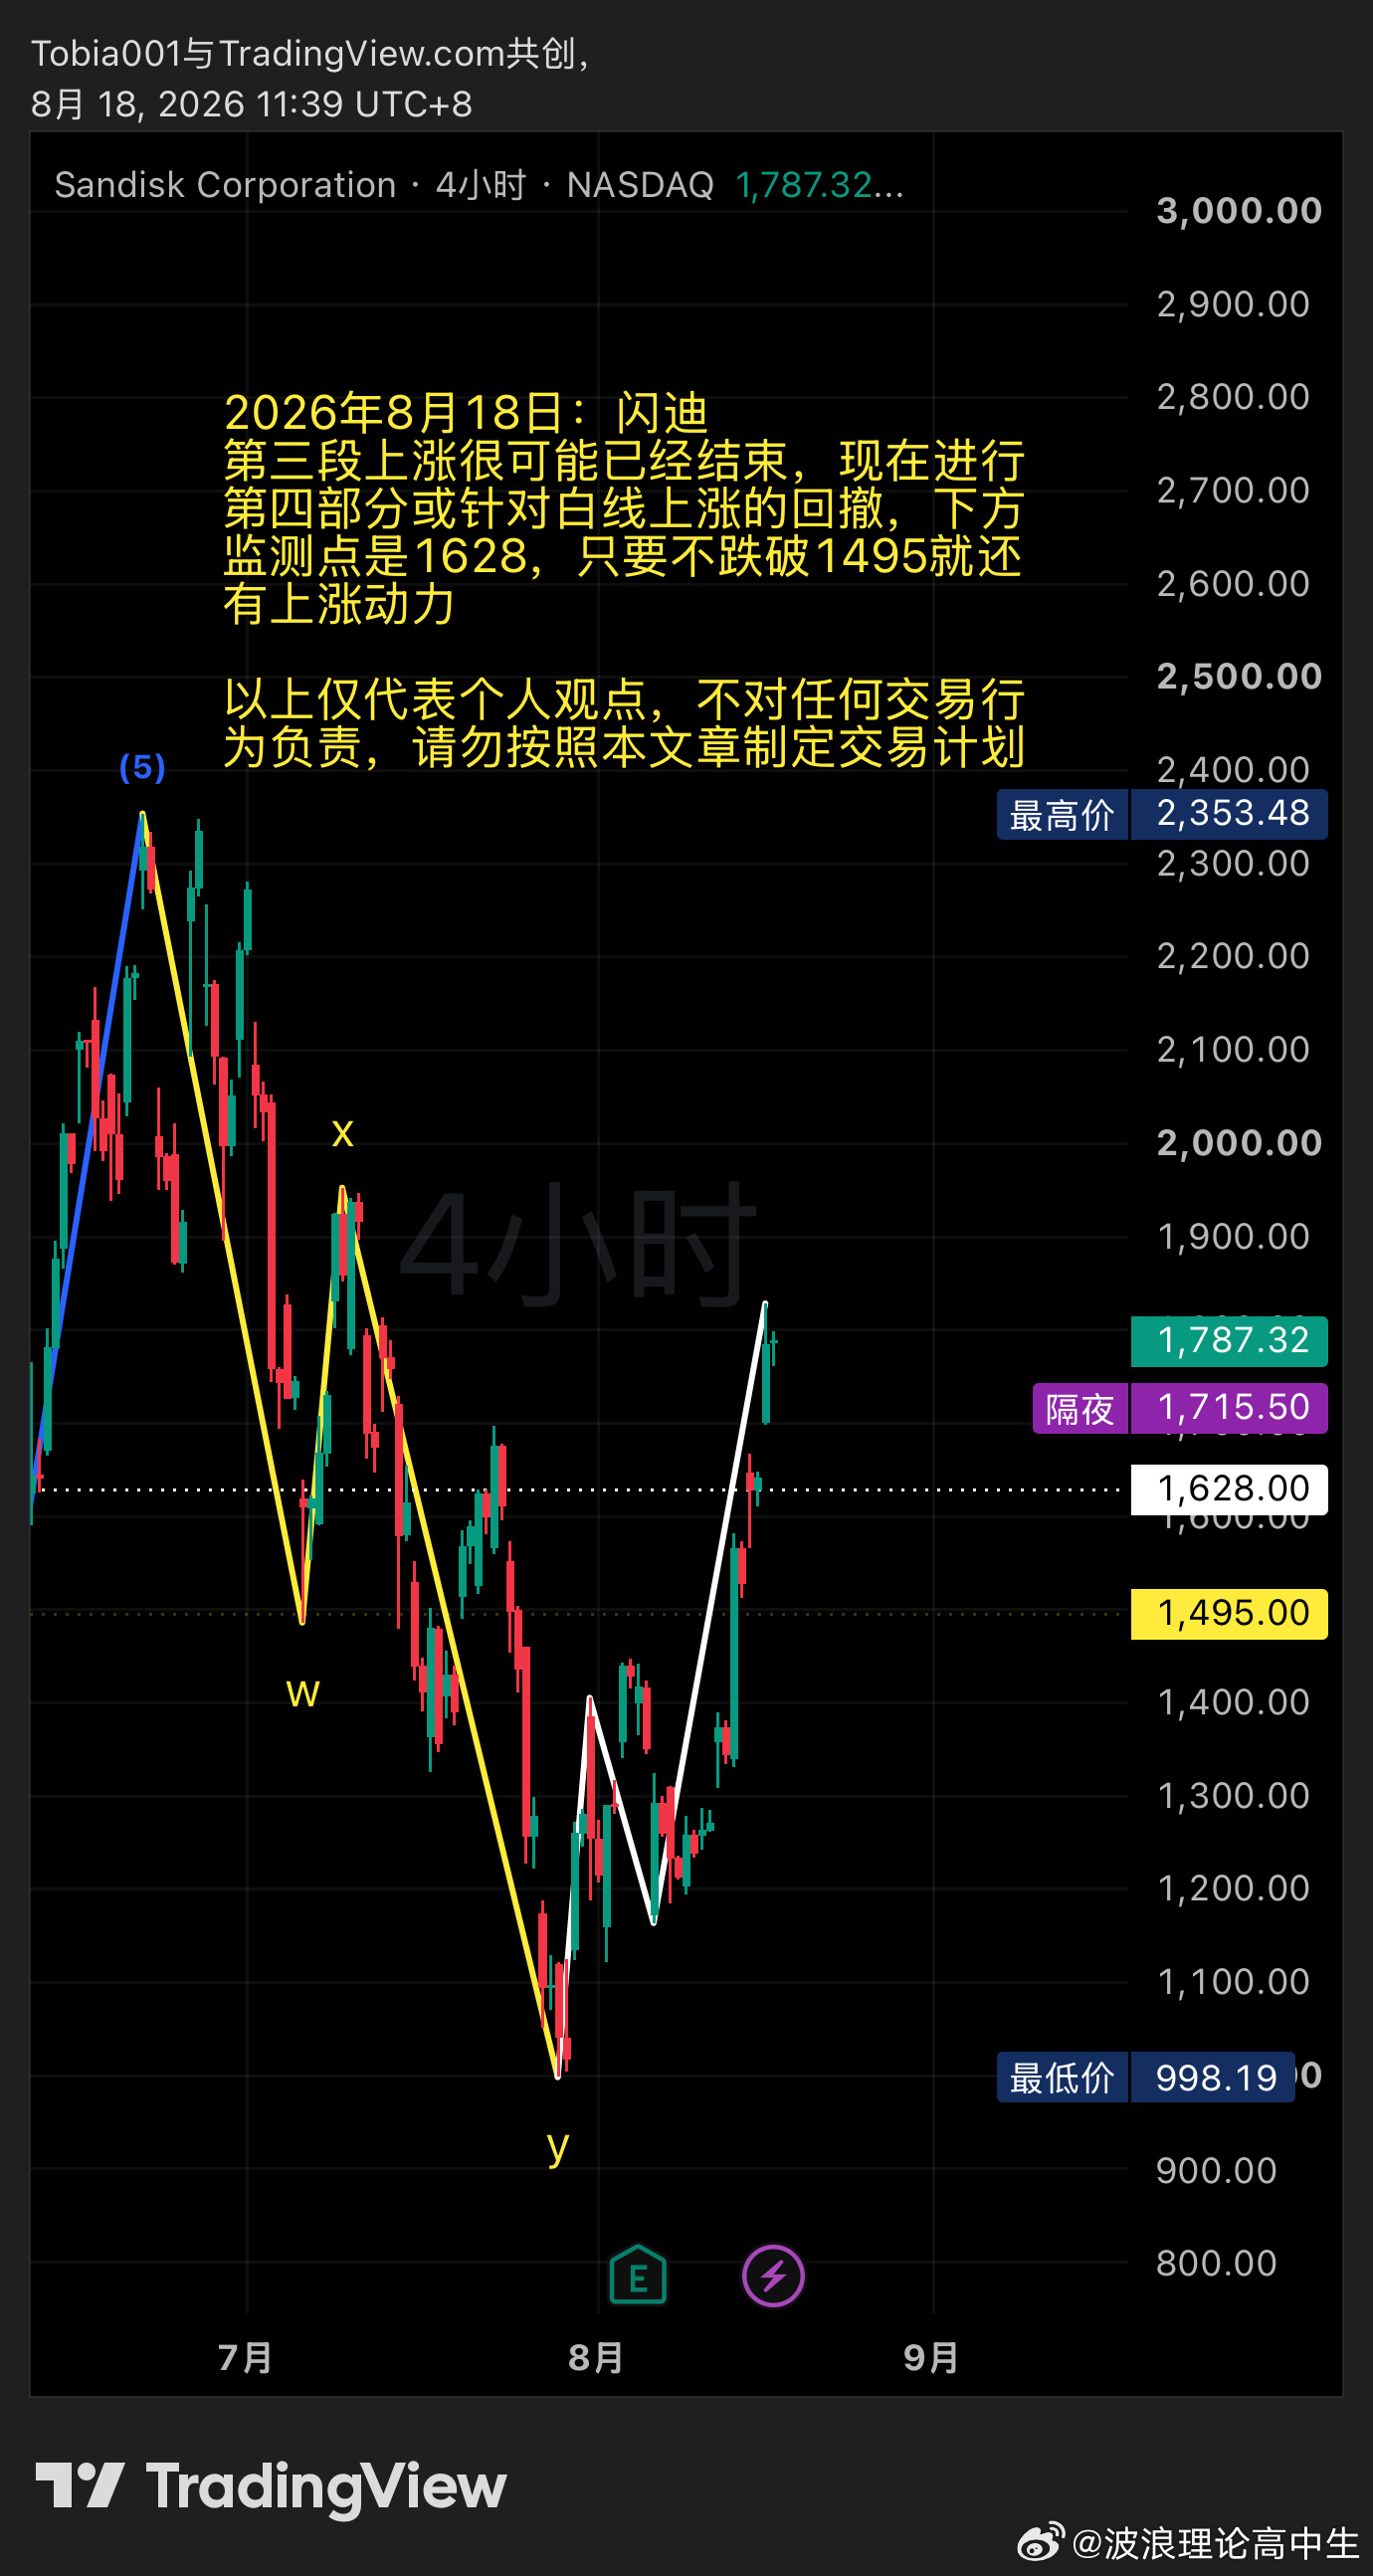 Tobia001与TradingView.com共创，
8月 18, 2026 11:39 UTC+8
Sandisk Corporation · 4小时 · NASDAQ 1,787.32...
3,000.00
2,900.00
2,800.00
2026年8月18日：闪迪
第三段上涨很可能已经结束，现在进行
第四部分或针对白线上涨的回撤，下方
监测点是1628，只要不跌破1495就还
有上涨动力
以上仅代表个人观点，不对任何交易行
为负责，请勿按照本文章制定交易计划
2,700.00
2,600.00
2,500.00
(5)
2,400.00
最高价 2,353.48
2,300.00
2,200.00
2,100.00
x
2,000.00
4小时
1,900.00
1,787.32
隔夜 1,715.50
1,628.00
1,600.00
1,495.00
w
1,400.00
1,300.00
1,200.00
1,100.00
最低价 998.19
y
900.00
800.00
E
7月 8月 9月
TradingView
@波浪理论高中生